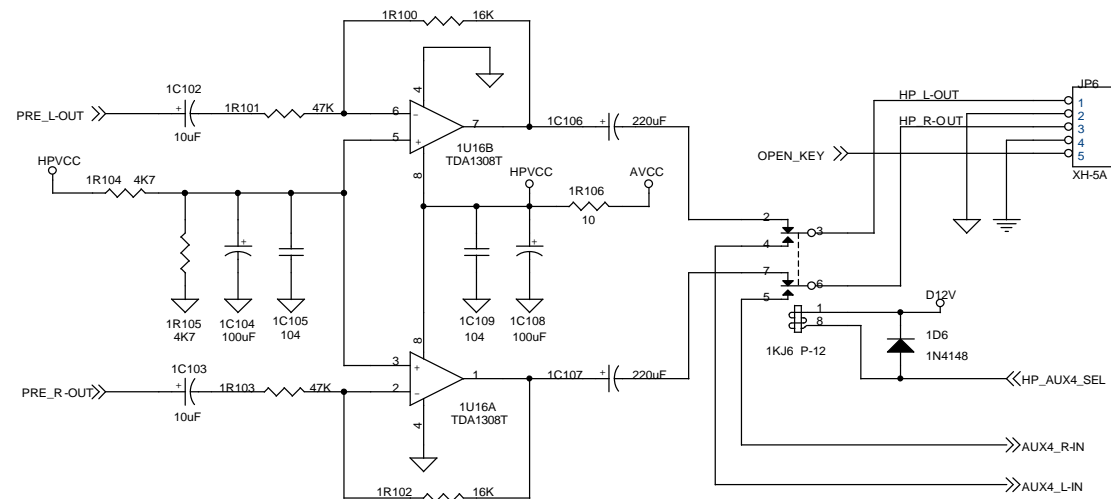 1R100 16K
JP6
4
1C102
HP_L-OUT 1
PRE_L-OUT + 1R101 47K 6 − 2
7 1C106 + 220uF HP_R-OUT 3
10uF 5 + 4
1U16B OPEN_KEY 5
HPVCC TDA1308T XH-5A
1R104 4K7 8 HPVCC 1R106 AVCC
10 2
+ + 3
4
7
6
5
1R105 1C104 1C105 1C109 1C108 D12V
4K7 100uF 104 104 100uF 1
8 8 1D6
1C103 3 + 1KJ6 P-12 1N4148
PRE_R-OUT + 1R103 47K 2 − 1 1C107 + 220uF HP_AUX4_SEL
10uF 1U16A
4 TDA1308T
AUX4_R-IN
1R102 16K AUX4_L-IN